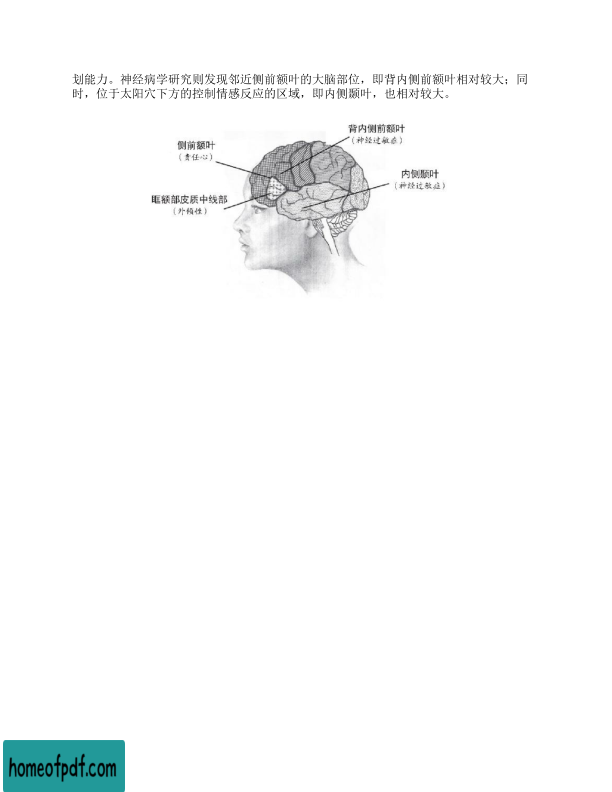 划能力。神经病学研究则发现邻近侧前额叶的大脑部位，即背内侧前额叶相对较大；同
时，位于太阳穴下方的控制情感反应的区域，即内侧颞叶，也相对较大。
背内侧前额叶
（神经过敏症）
侧前额叶
（责任心）
内侧颞叶
（神经过敏症）
眶额部皮质中线部
（外倾性）
homeofpdf.com